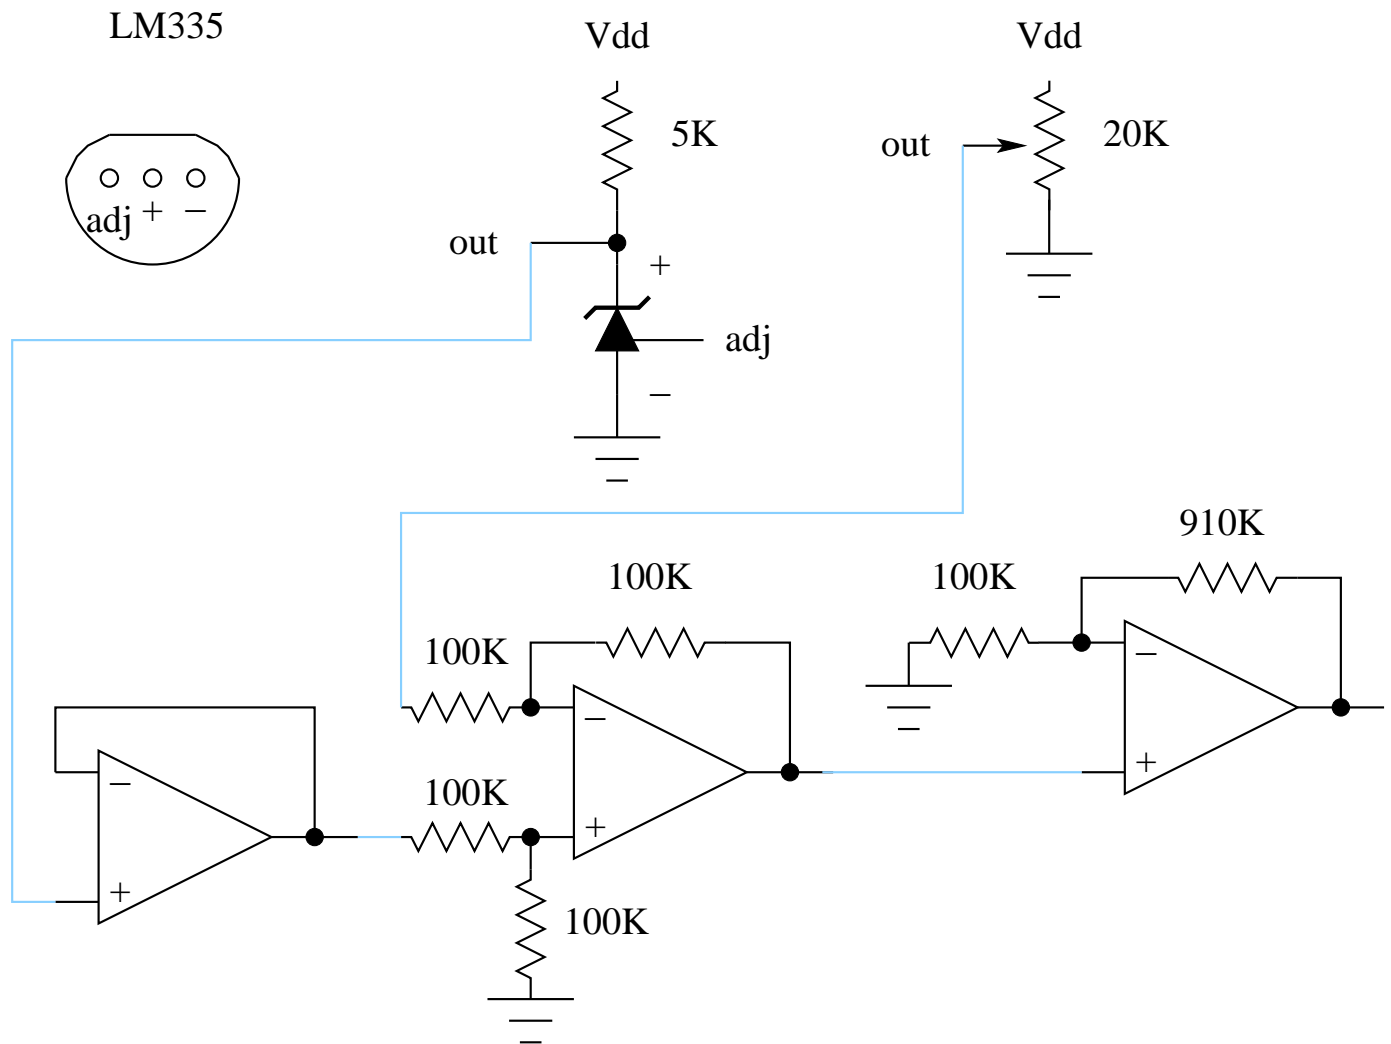 LM335
Vdd
Vdd
5K
20K
out
out
adj + −
+
adj
−
910K
100K
100K
100K
−
−
+
100K
−
+
+
100K